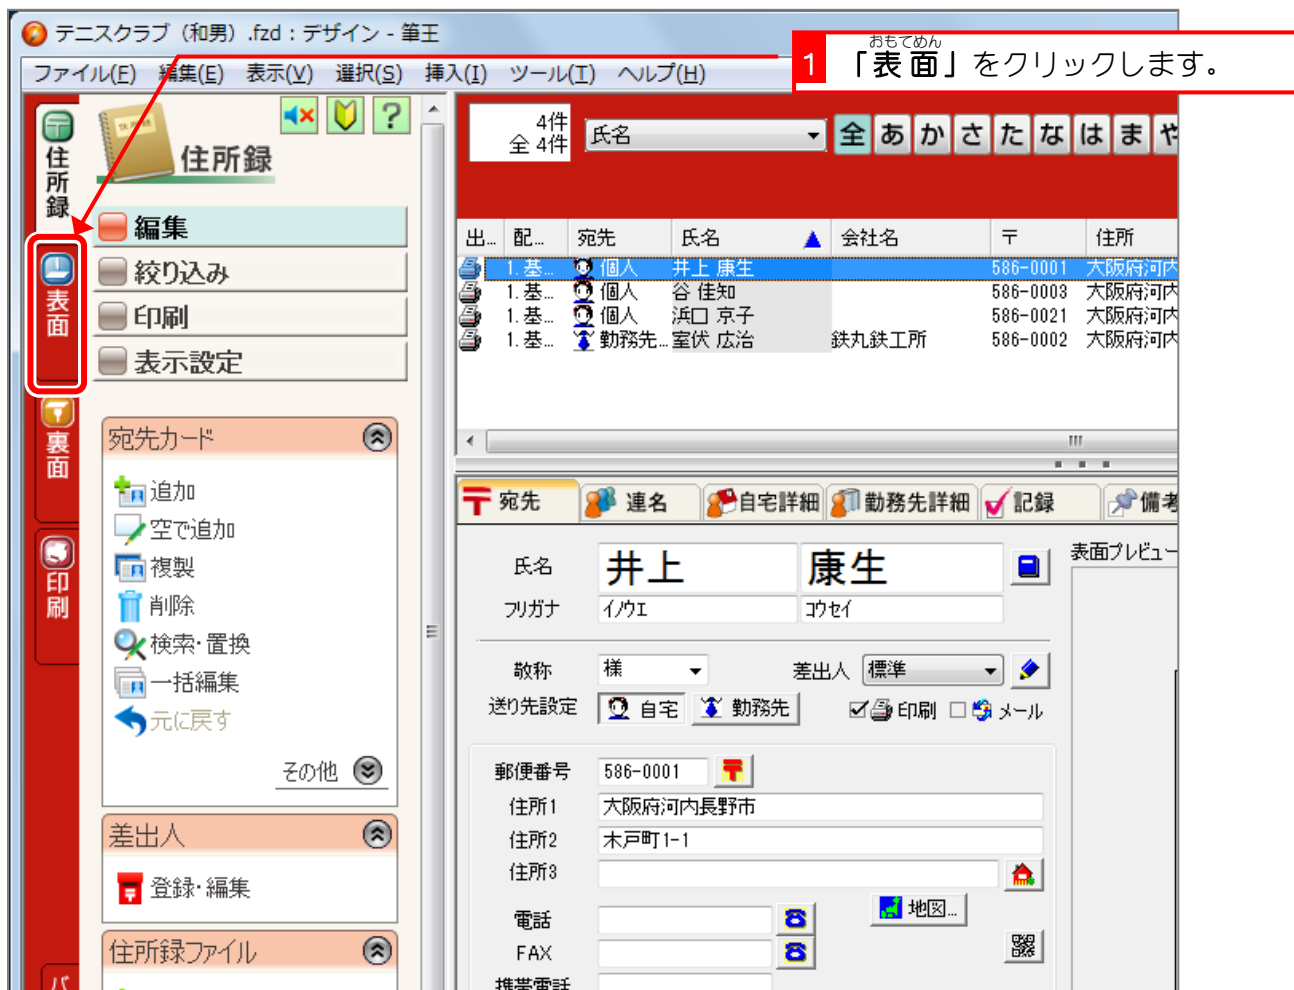 テニスクラブ（和男）.fzd：デザイン - 筆王
1 「表面」をクリックします。
おもてめん
ファイル(F) 編集(E) 表示(V) 選択(S) 挿入(I) ツール(T) ヘルプ(H)
住所録
表面
裏面
印刷
住所録
編集
絞り込み
印刷
表示設定
宛先カード
追加
空で追加
複製
削除
検索・置換
一括編集
元に戻す
その他
差出人
登録・編集
住所録ファイル
4件
全 4件
氏名
全 あ か さ た な は ま や
出... 配... 宛先 氏名 会社名 〒 住所
1. 基... 個人 井上 康生 586-0001 大阪府河内
1. 基... 個人 谷 佳知 586-0003 大阪府河内
1. 基... 個人 浜口 京子 586-0021 大阪府河内
1. 基... 勤務先... 室伏 広治 鉄丸鉄工所 586-0002 大阪府河内
宛先 連名 自宅詳細 勤務先詳細 記録 備考
氏名 井上 康生
表面プレビュー
フリガナ イノウエ コウセイ
敬称 様 差出人 標準
送り先設定 自宅 勤務先 印刷 メール
郵便番号 586-0001
住所1 大阪府河内長野市
住所2 木戸町1-1
住所3
電話 地図...
FAX
携帯電話
バ